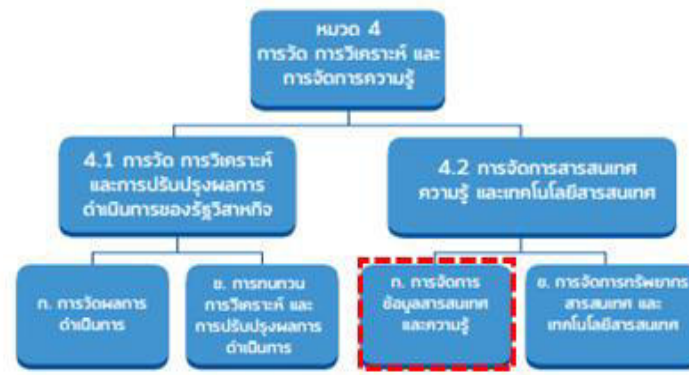 หมวด 4
การวัด การวิเคราะห์ และ
การจัดการความรู้
4.1 การวัด การวิเคราะห์
และการปรับปรุงผลการ
ดำเนินการของรัฐวิสาหกิจ
4.2 การจัดการสารสนเทศ
ความรู้ และเทคโนโลยีสารสนเทศ
ก. การวัดผลการ
ดำเนินการ
ข. การทบทวน
การวิเคราะห์ และ
การปรับปรุงผลการ
ดำเนินการ
ก. การจัดการ
ข้อมูลสารสนเทศ
และความรู้
ข. การจัดการทรัพยากร
สารสนเทศ และ
เทคโนโลยีสารสนเทศ